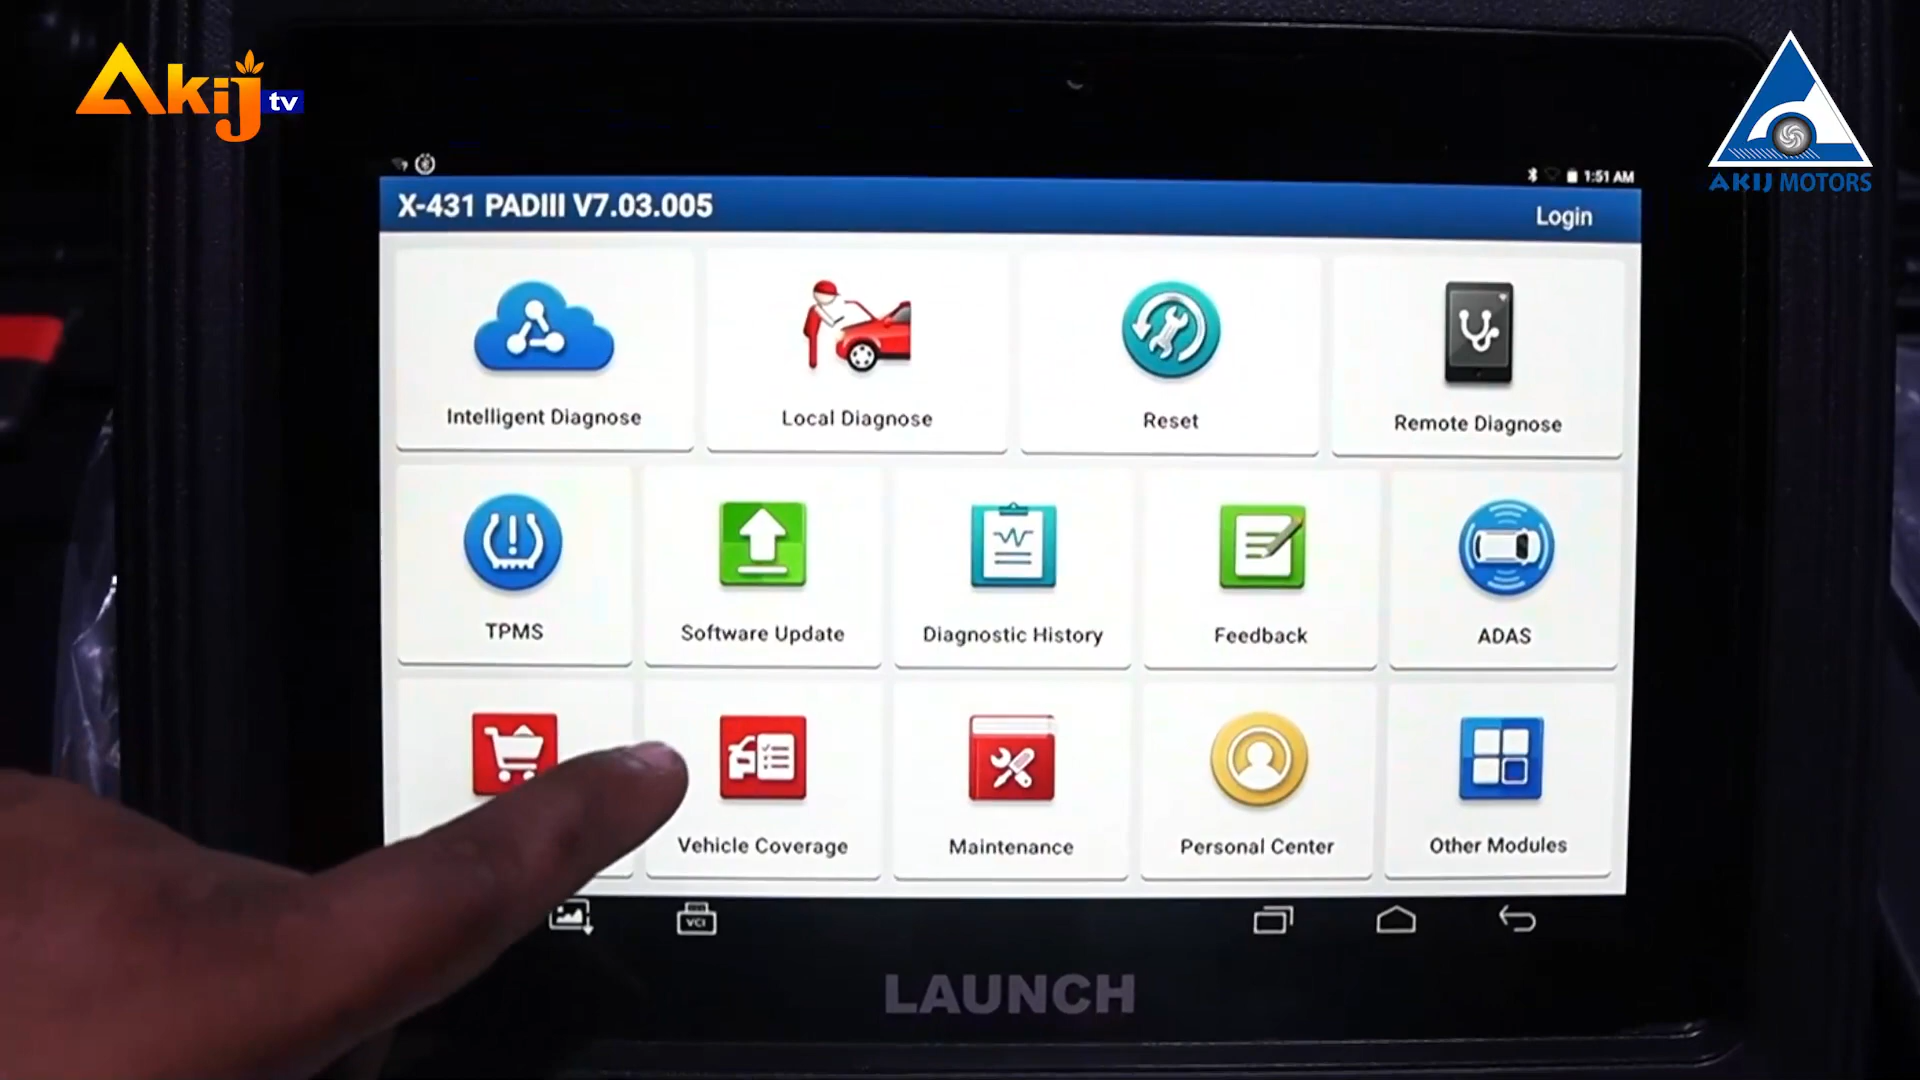 Akij tv
AKIJ MOTORS
1:51 AM
X-431 PADIII V7.03.005
Login
Intelligent Diagnose
Local Diagnose
Reset
Remote Diagnose
TPMS
Software Update
Diagnostic History
Feedback
ADAS
Vehicle Coverage
Maintenance
Personal Center
Other Modules
VCI
LAUNCH